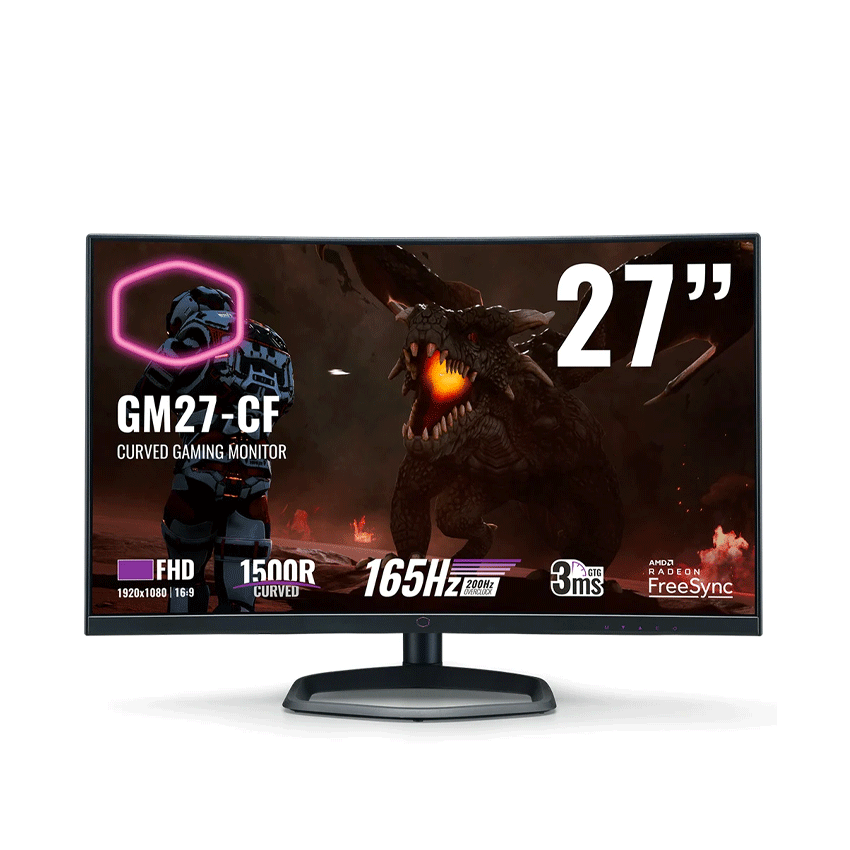 27”
GM27-CF
CURVED GAMING MONITOR
FHD
1920x1080 | 16:9
1500R
CURVED
165Hz
200Hz
OVERCLOCK
3ms
GTG
AMD
RADEON
FreeSync